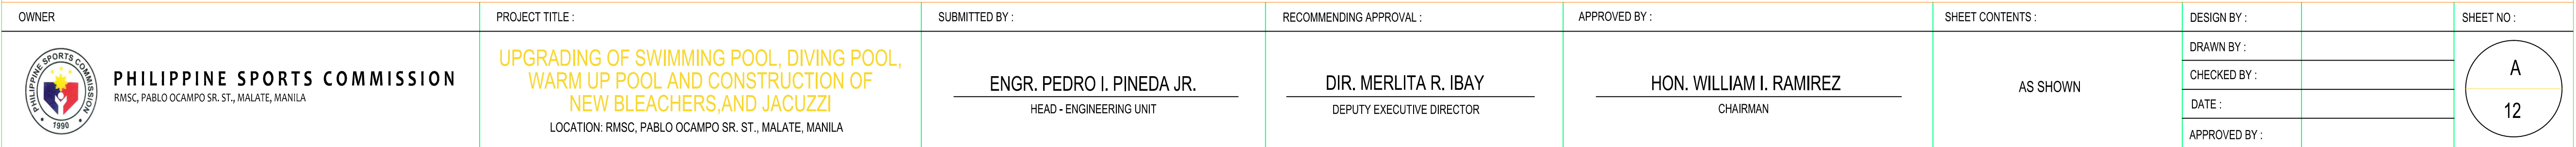 OWNER
PHILIPPINE SPORTS COMMISSION
1990
PHILIPPINE SPORTS COMMISSION
RMSC, PABLO OCAMPO SR. ST., MALATE, MANILA
PROJECT TITLE :
UPGRADING OF SWIMMING POOL, DIVING POOL,
WARM UP POOL AND CONSTRUCTION OF
NEW BLEACHERS,AND JACUZZI
LOCATION: RMSC, PABLO OCAMPO SR. ST., MALATE, MANILA
SUBMITTED BY :
ENGR. PEDRO I. PINEDA JR.
HEAD - ENGINEERING UNIT
RECOMMENDING APPROVAL :
DIR. MERLITA R. IBAY
DEPUTY EXECUTIVE DIRECTOR
APPROVED BY :
HON. WILLIAM I. RAMIREZ
CHAIRMAN
SHEET CONTENTS :
AS SHOWN
DESIGN BY :
DRAWN BY :
CHECKED BY :
DATE :
APPROVED BY :
SHEET NO :
A
12